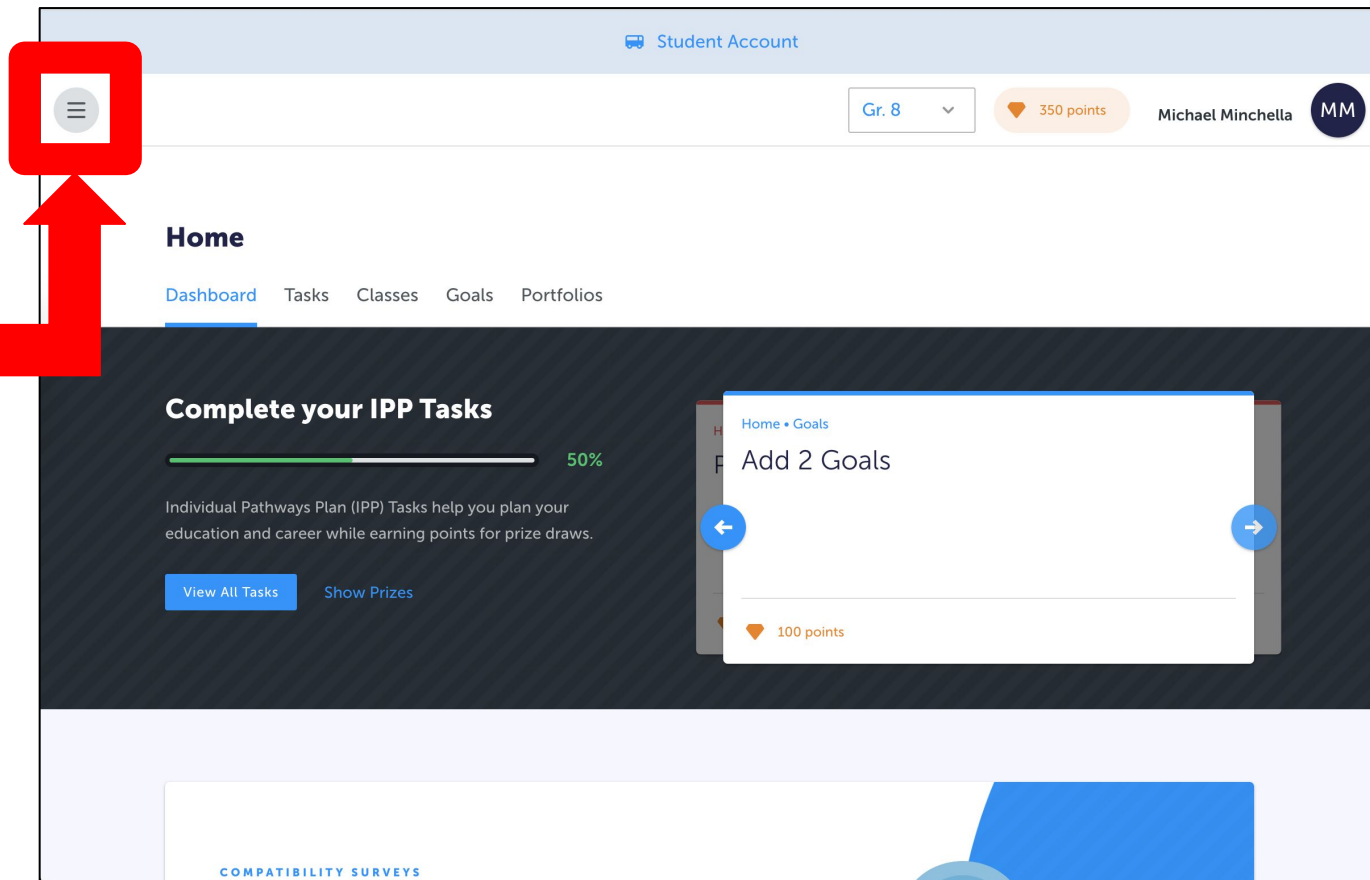 Student Account
Gr. 8
350 points
Michael Minchella
MM
Home
Dashboard Tasks Classes Goals Portfolios
Complete your IPP Tasks
50%
Individual Pathways Plan (IPP) Tasks help you plan your
education and career while earning points for prize draws.
View All Tasks
Show Prizes
Home • Goals
Add 2 Goals
100 points
COMPATIBILITY SURVEYS